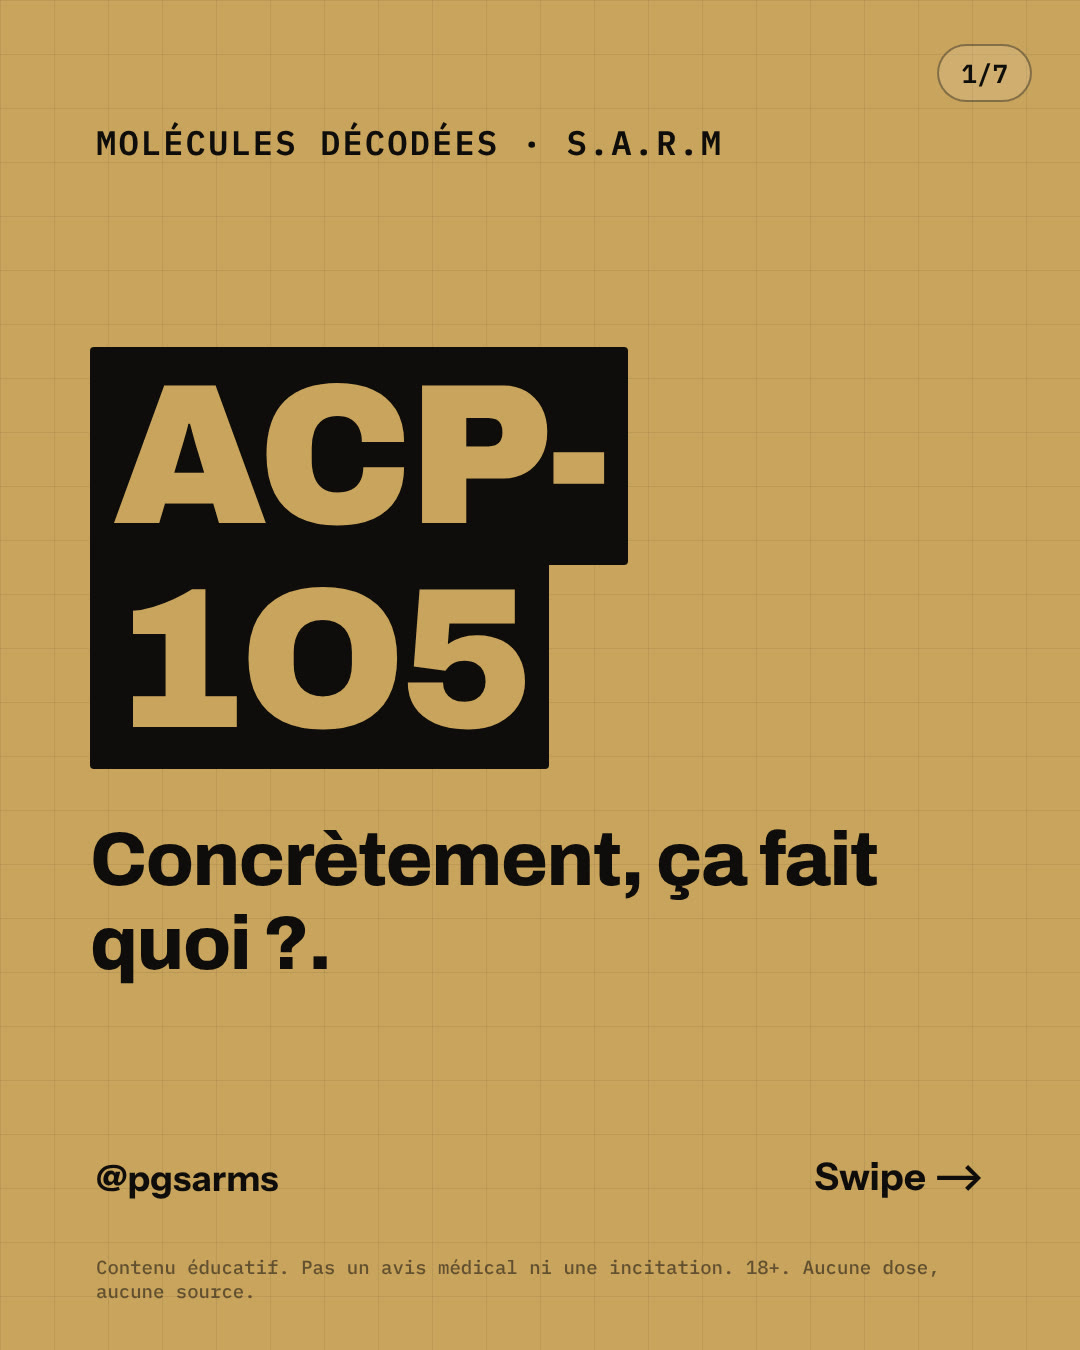 1/7
MOLÉCULES DÉCODÉES · S.A.R.M
ACP-
105
Concrètement, ça fait
quoi ?.
@pgsarms
Swipe →
Contenu éducatif. Pas un avis médical ni une incitation. 18+. Aucune dose,
aucune source.